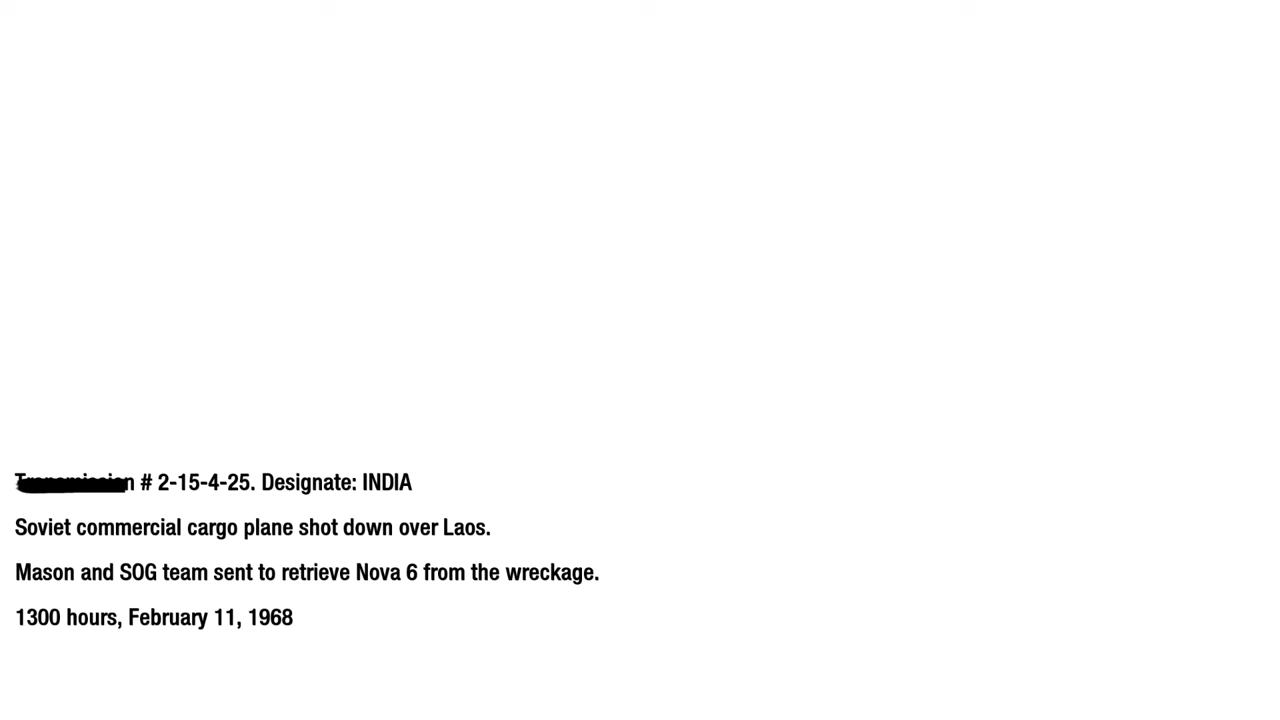 Transmission # 2-15-4-25. Designate: INDIA
Soviet commercial cargo plane shot down over Laos.
Mason and SOG team sent to retrieve Nova 6 from the wreckage.
1300 hours, February 11, 1968